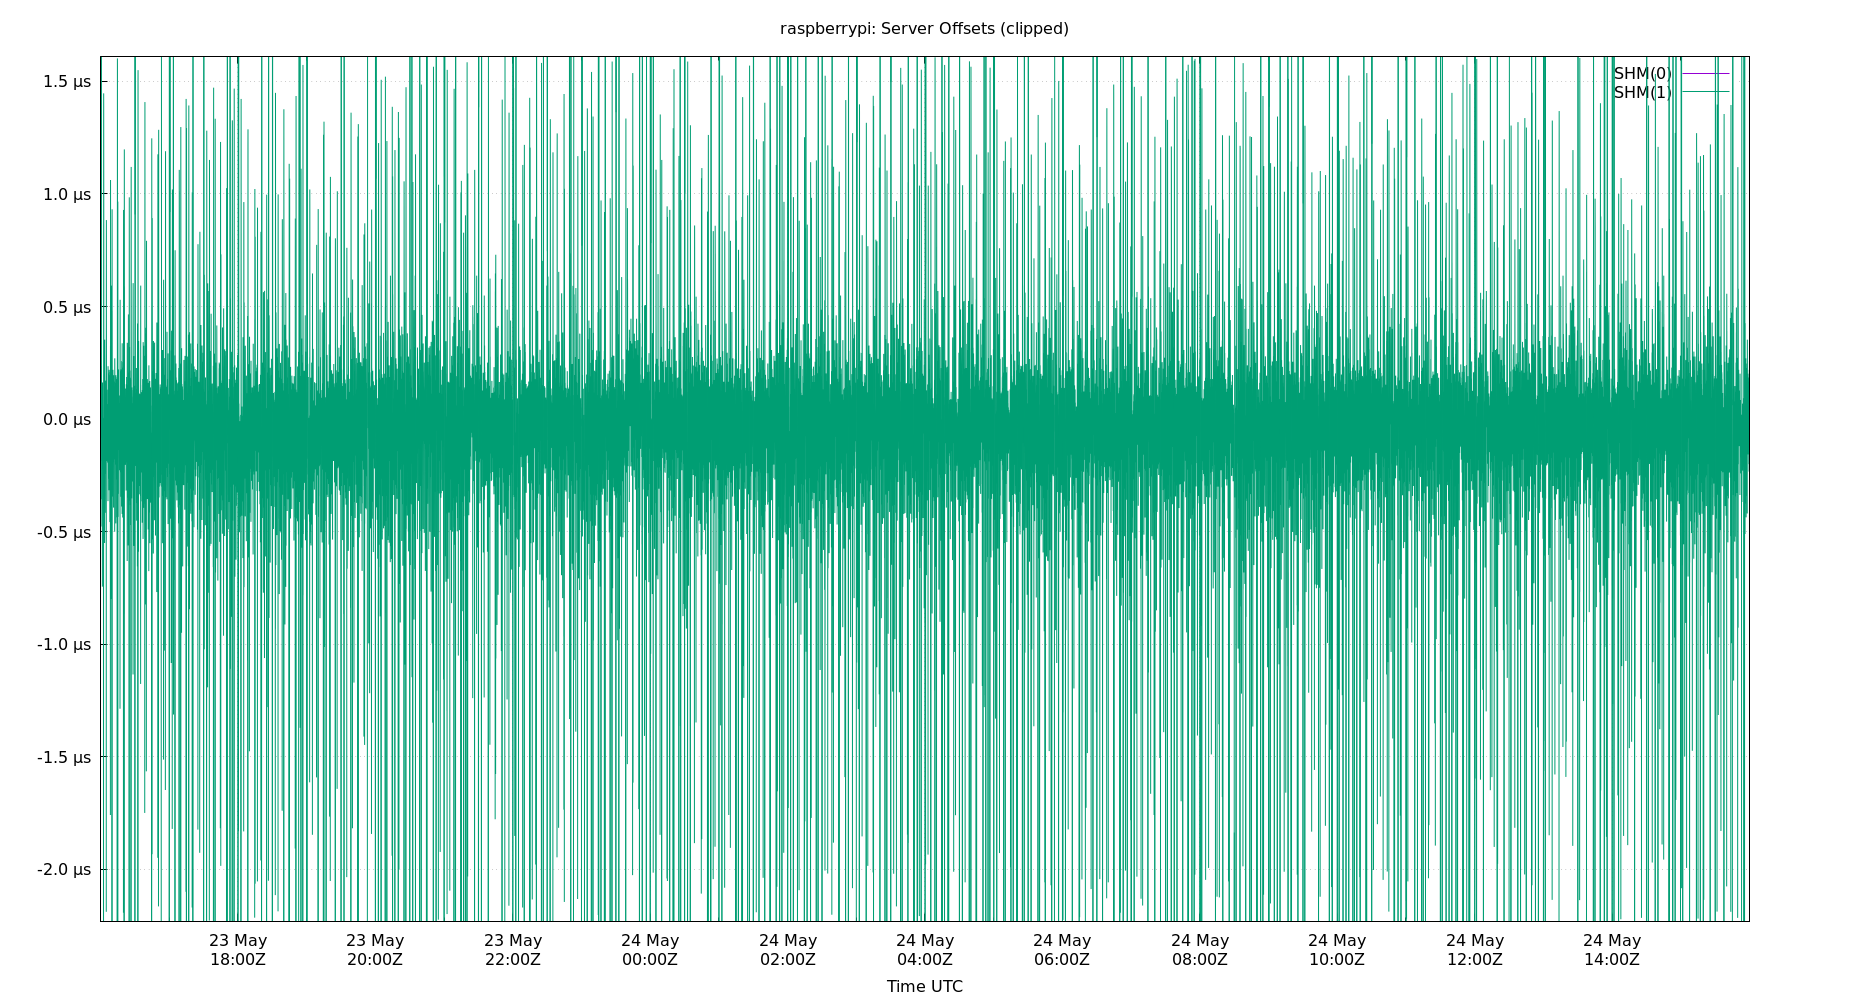 raspberrypi: Server Offsets (clipped)
SHM(0)
SHM(1)
1.5 µs
1.0 µs
0.5 µs
0.0 µs
-0.5 µs
-1.0 µs
-1.5 µs
-2.0 µs
23 May 23 May 23 May 24 May 24 May 24 May 24 May 24 May 24 May 24 May 24 May
18:00Z 20:00Z 22:00Z 00:00Z 02:00Z 04:00Z 06:00Z 08:00Z 10:00Z 12:00Z 14:00Z
Time UTC